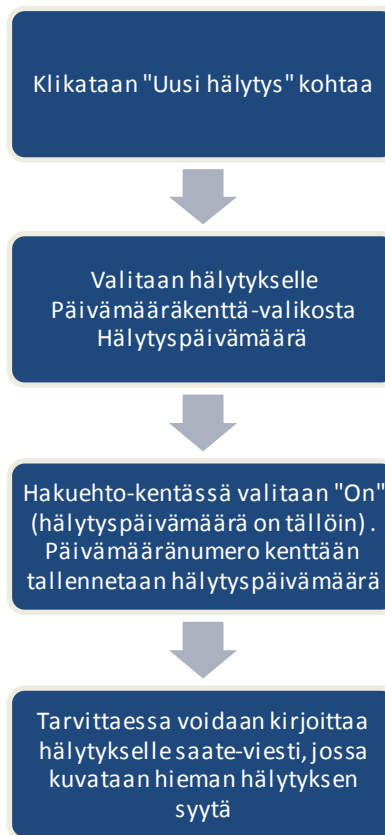 Klikataan "Uusi hälytys" kohtaa
Valitaan hälytykselle
Päivämääräkenttä-valikosta
Hälytyspäivämäärä
Hakuehto-kentässä valitaan "On"
(hälytyspäivämäärä on tällöin) .
Päivämääränumero kenttään
tallennetaan hälytyspäivämäärä
Tarvittaessa voidaan kirjoittaa
hälytykselle saate-viesti, jossa
kuvataan hieman hälytyksen
syytä